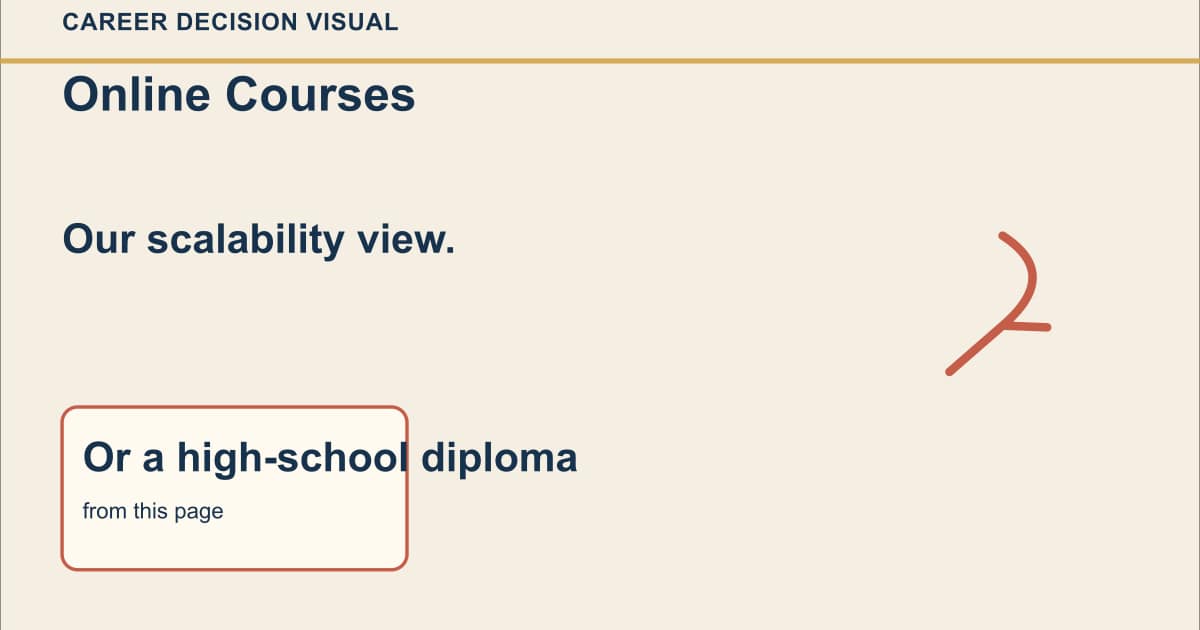 CAREER DECISION VISUAL
Online Courses
Our scalability view.
Or a high-school diploma
from this page